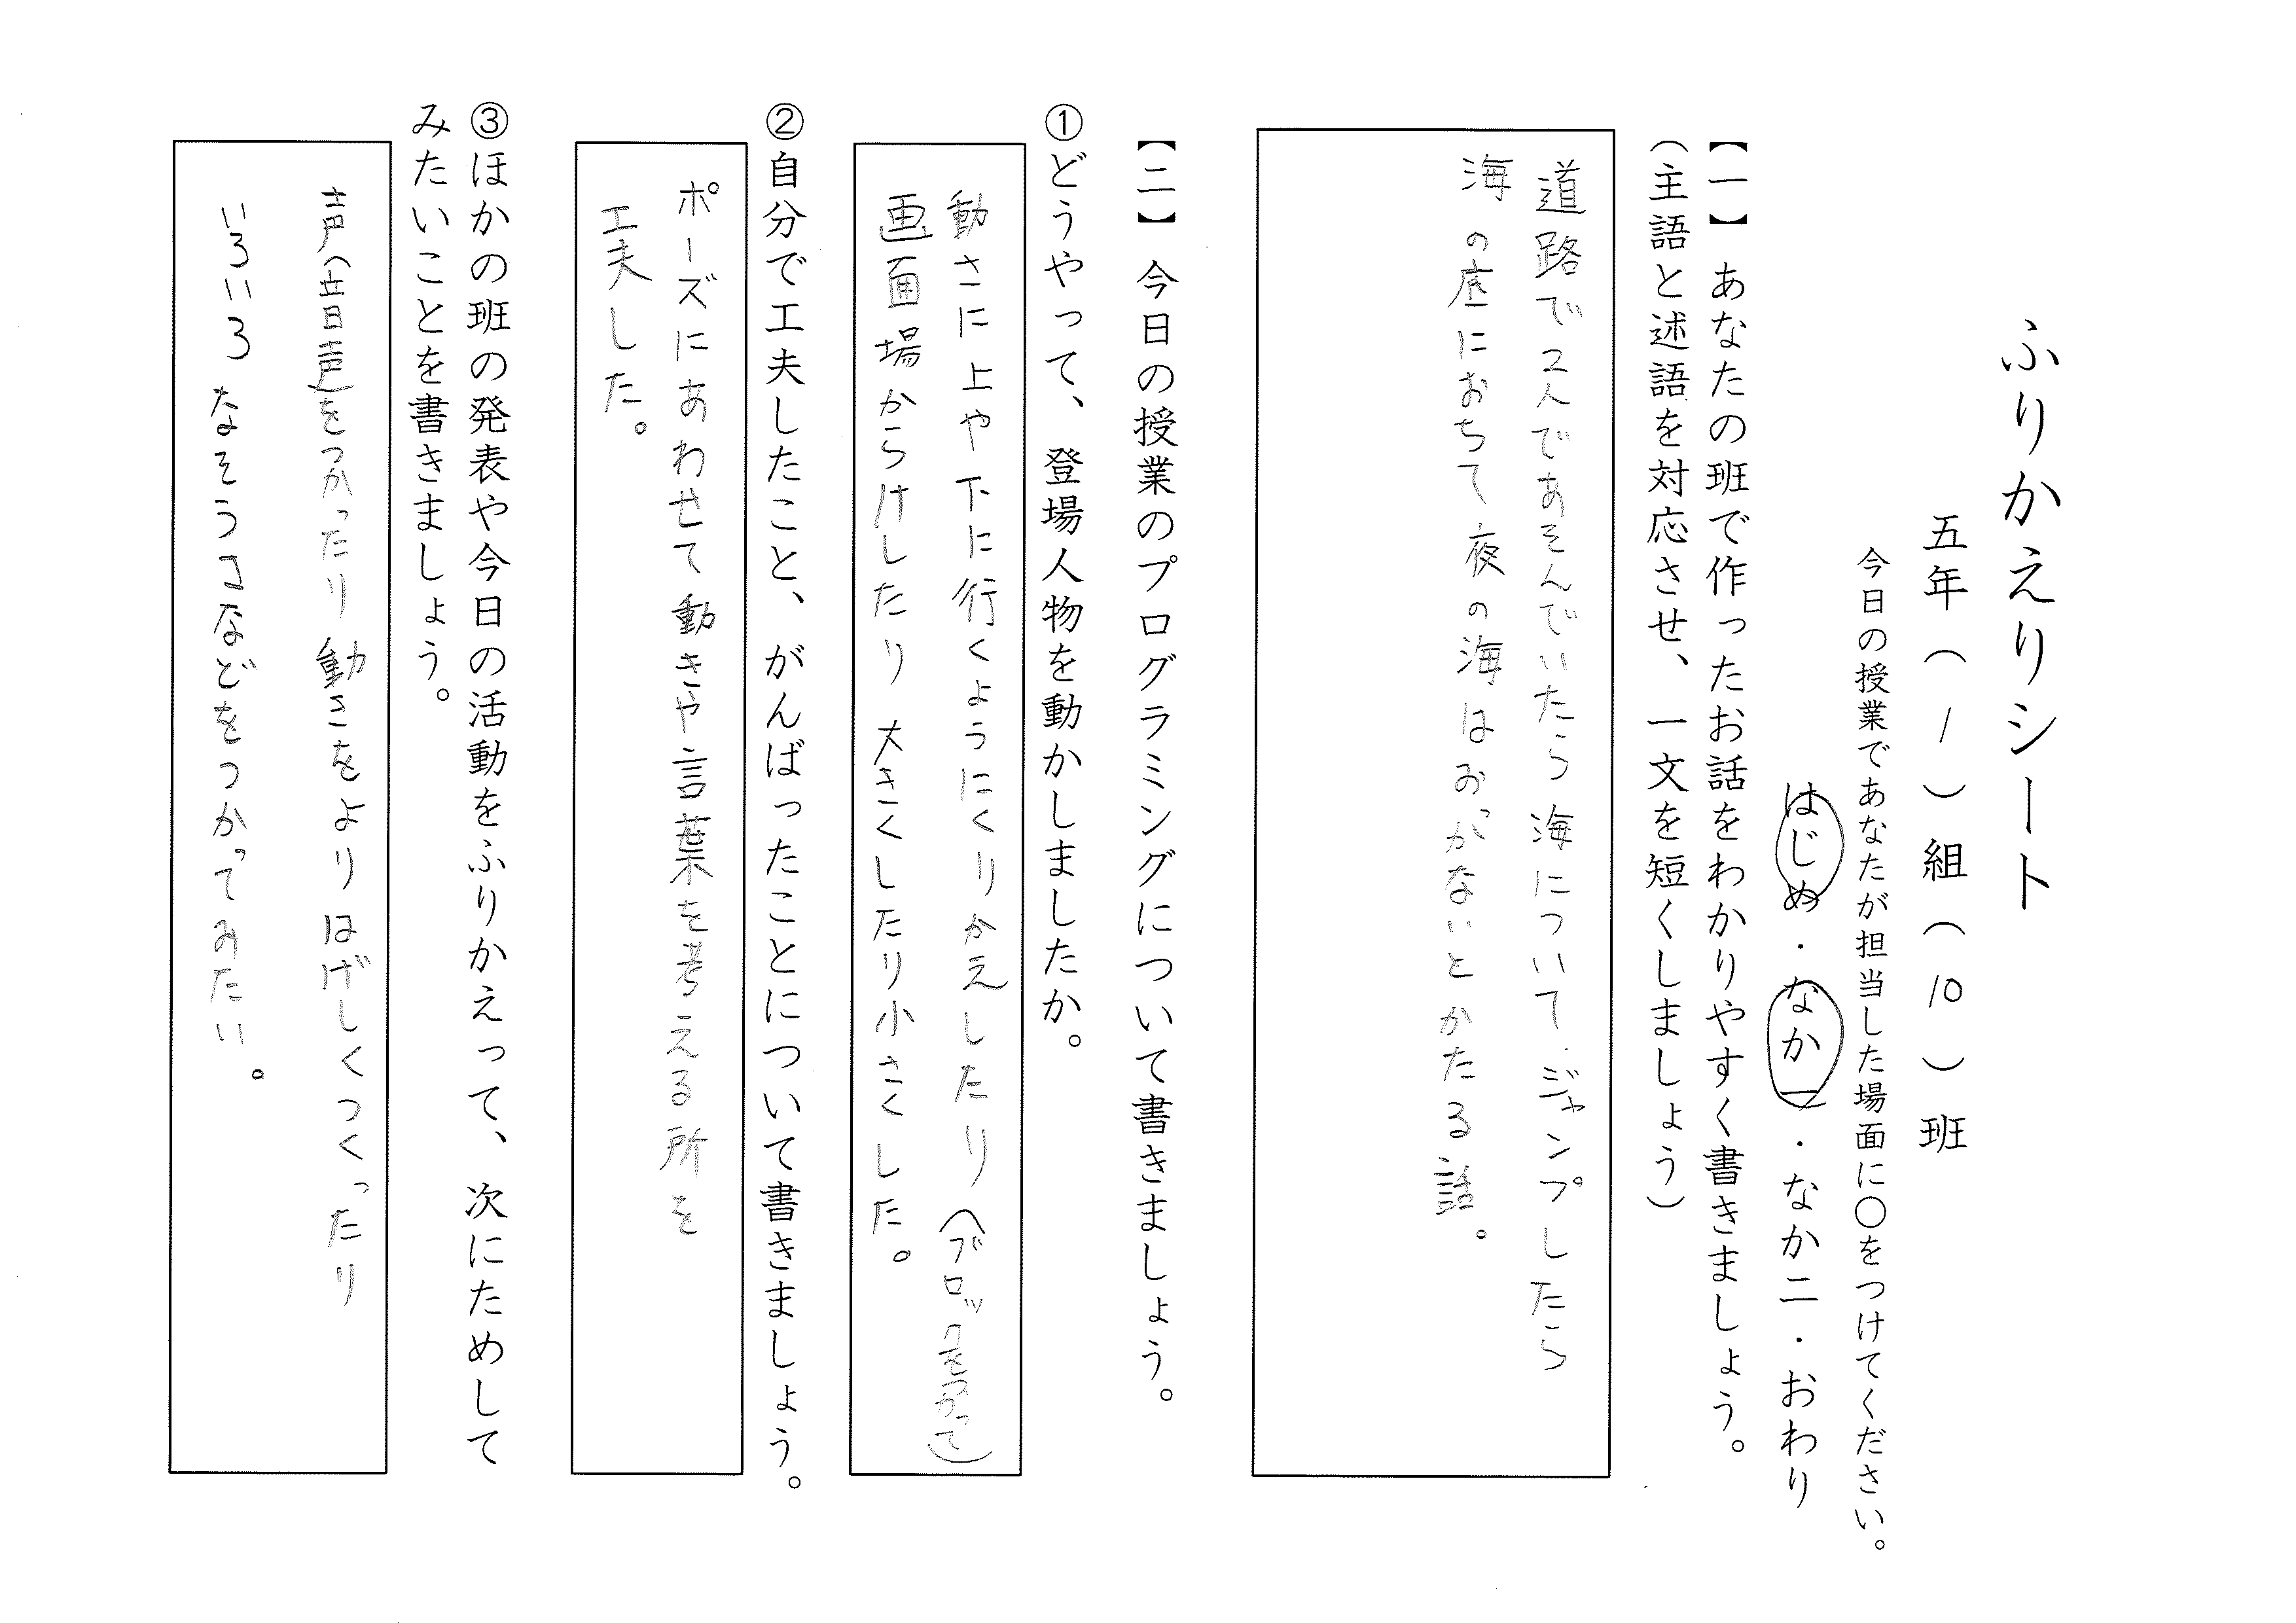 ふりかえりシート
五年（1）組（10）班
今日の授業であなたが担当した場面に〇をつけてください。
はじめ・なか一・なか二・おわり
【一】あなたの班で作ったお話をわかりやすく書きましょう。
（主語と述語を対応させ、一文を短くしましょう）
道路で2人であそんでいたら海についてジャンプしたら
海の底におちて夜の海はおっかないとかたる話。
【二】今日の授業のプログラミングについて書きましょう。
①どうやって、登場人物を動かしましたか。
動さに上や下に行くようにくりかえしたり（ブロックをつかって）
画面場からけしたり大きくしたり小さくした。
②自分で工夫したこと、がんばったことについて書きましょう。
ポーズにあわせて動きや言葉を考える所を
工夫した。
③ほかの班の発表や今日の活動をふりかえって、次にためして
みたいことを書きましょう。
声（音声）をつかったり動きをよりはげしくつくったり
いろいろなそうコなどをつかってみたい。